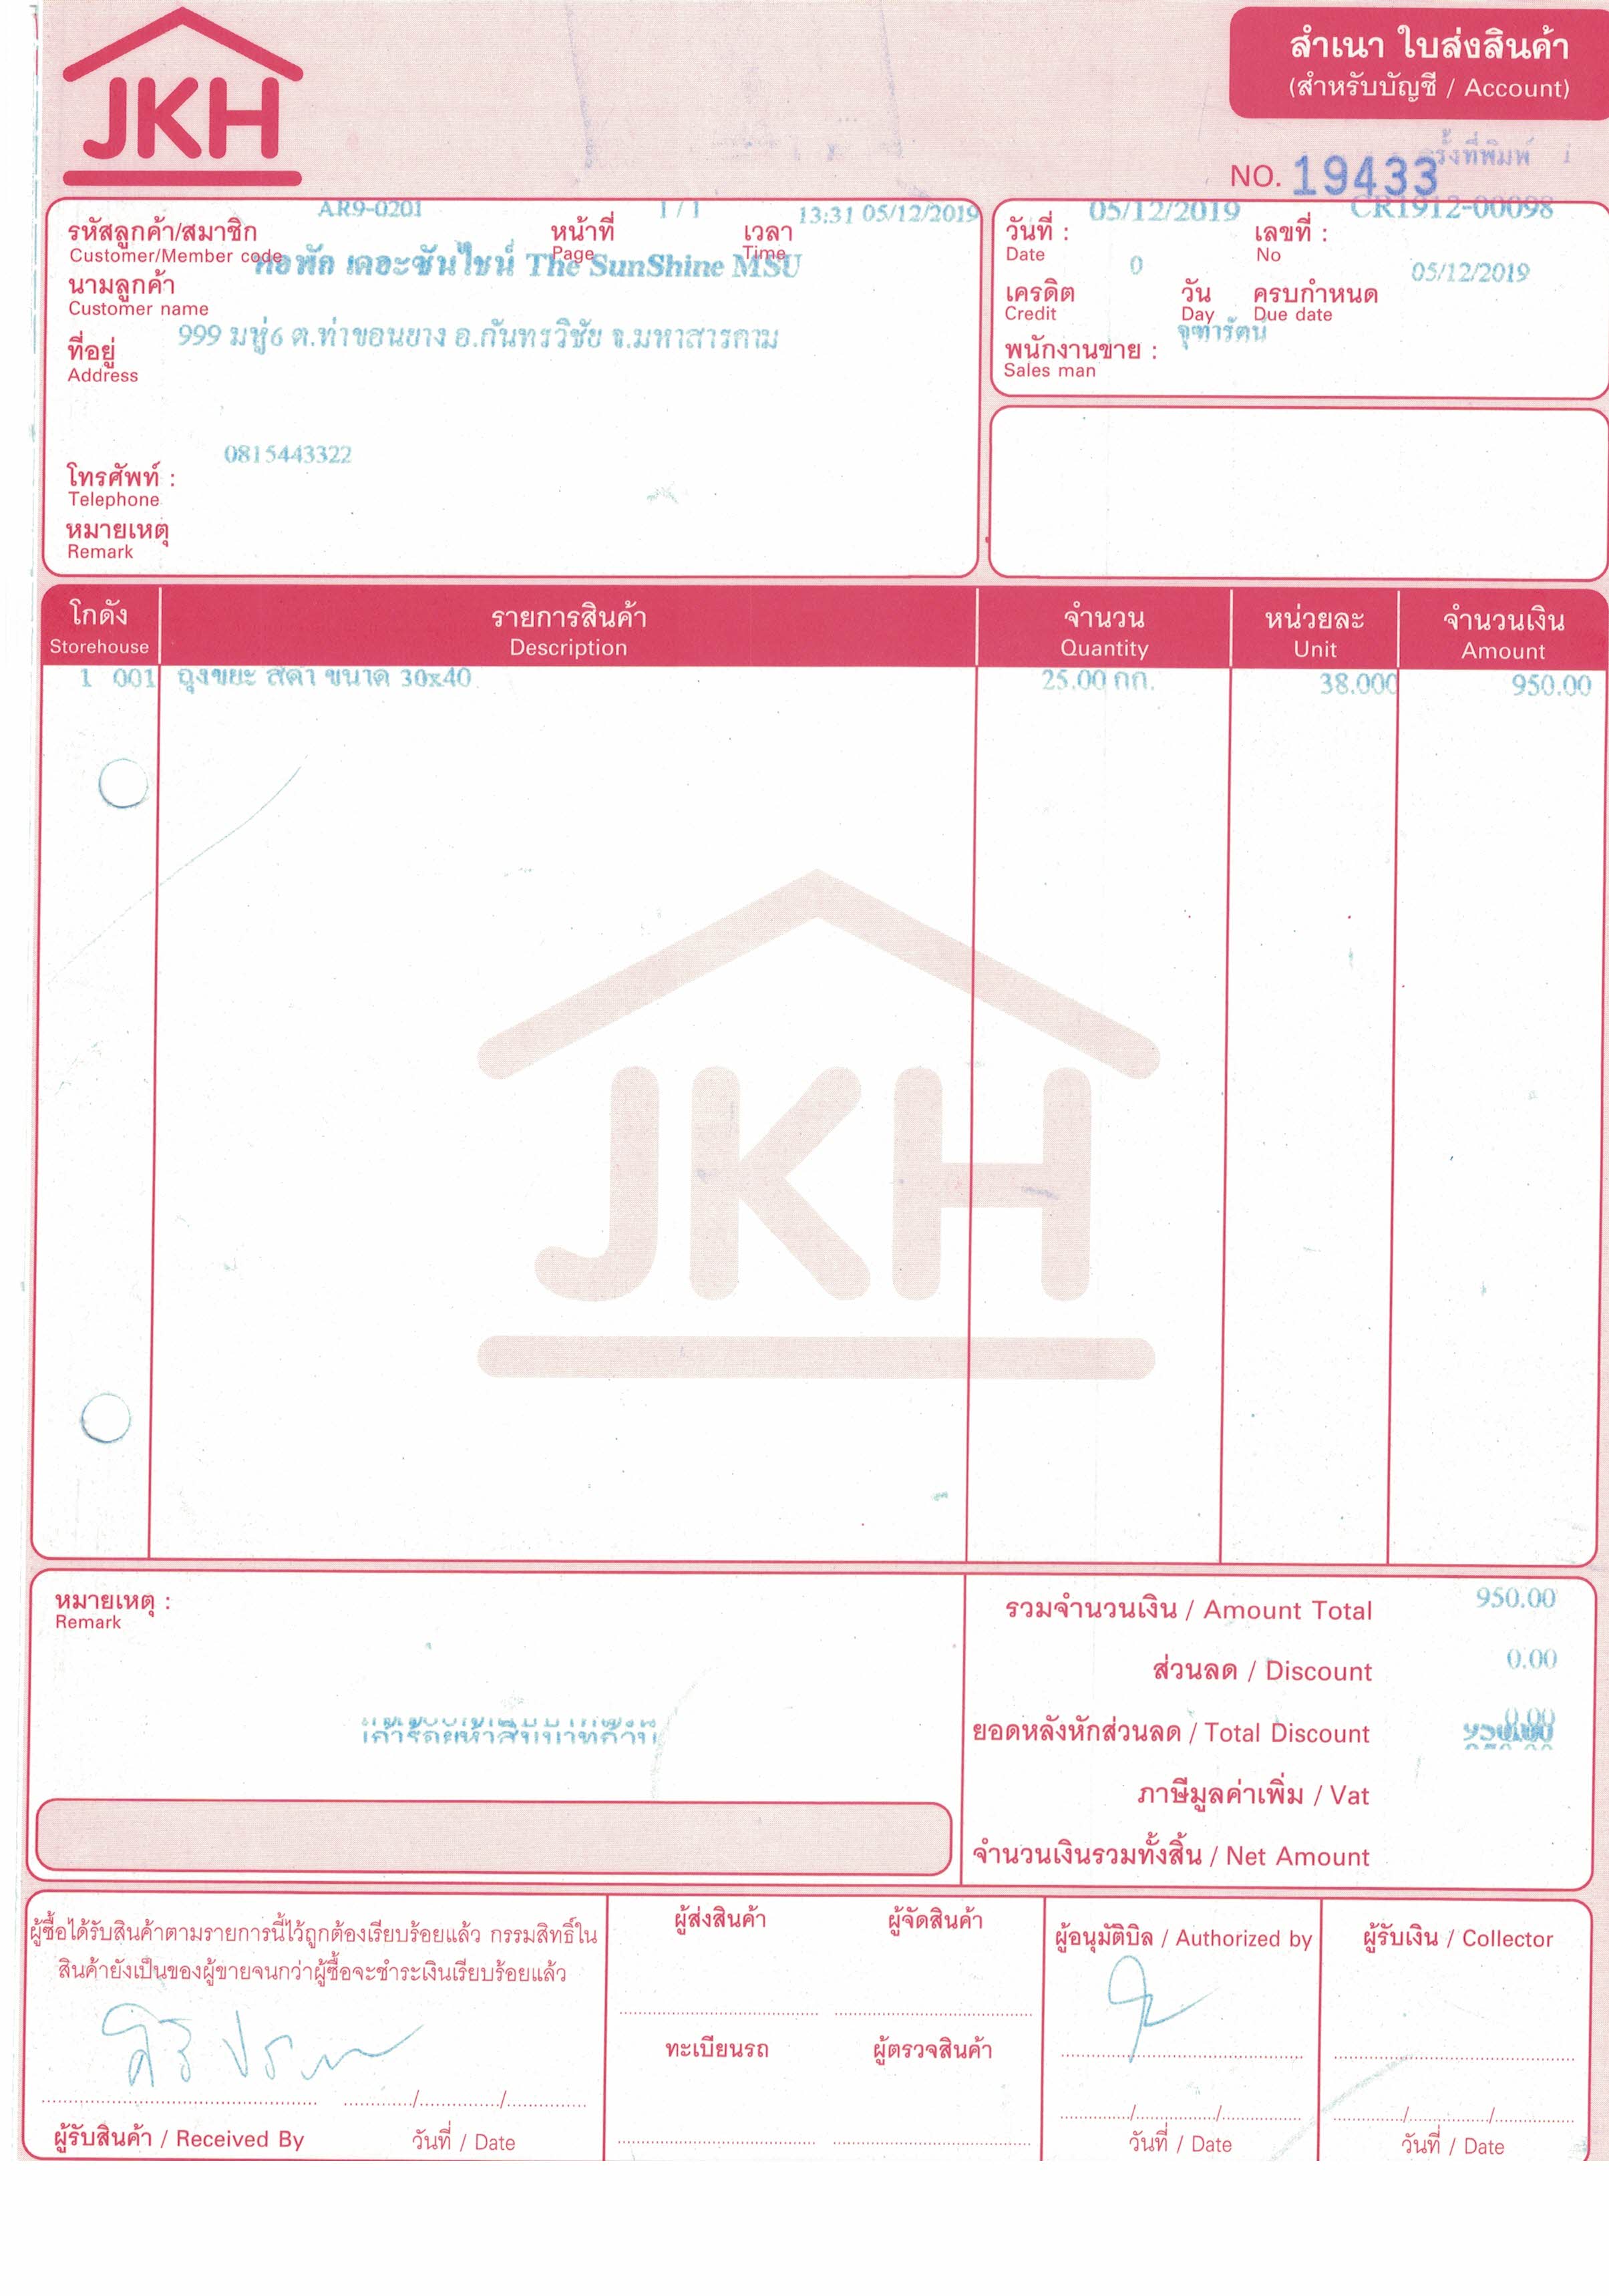 JKH
สำเนา ใบส่งสินค้า
(สำหรับบัญชี / Account)
ครั้งที่พิมพ์ 1
NO. 19433
รหัสลูกค้า/สมาชิก AR9-0201 หน้าที่ 1 / 1 เวลา 13:31 05/12/2019
Customer/Member code Page Time
นามลูกค้า หอพัก เดอะซันไชน์ The SunShine MSU
Customer name
ที่อยู่ 999 มหู่6 ต.ท่าขอนยาง อ.กันทรวิชัย จ.มหาสารคาม
Address
โทรศัพท์ : 0815443322
Telephone
หมายเหตุ
Remark
วันที่ : 05/12/2019 เลขที่ : CR1912-00098
Date No
เครดิต 0 วัน ครบกำหนด 05/12/2019
Credit Day Due date
พนักงานขาย : จุฑารัตน์
Sales man
โกดัง รายการสินค้า จำนวน หน่วยละ จำนวนเงิน
Storehouse Description Quantity Unit Amount
1 001 ถุงขยะ สีดำ ขนาด 30x40 25.00 กก. 38.000 950.00
JKH
หมายเหตุ :
Remark
เก้าร้อยห้าสิบบาทถ้วน
รวมจำนวนเงิน / Amount Total 950.00
ส่วนลด / Discount 0.00
ยอดหลังหักส่วนลด / Total Discount 950.00
0.00
ภาษีมูลค่าเพิ่ม / Vat
จำนวนเงินรวมทั้งสิ้น / Net Amount
ผู้ซื้อได้รับสินค้าตามรายการนี้ไว้ถูกต้องเรียบร้อยแล้ว กรรมสิทธิ์ใน
สินค้ายังเป็นของผู้ขายจนกว่าผู้ซื้อจะชำระเงินเรียบร้อยแล้ว
ผู้รับสินค้า / Received By วันที่ / Date
ผู้ส่งสินค้า ผู้จัดสินค้า
ทะเบียนรถ ผู้ตรวจสินค้า
ผู้อนุมัติบิล / Authorized by
วันที่ / Date
ผู้รับเงิน / Collector
วันที่ / Date